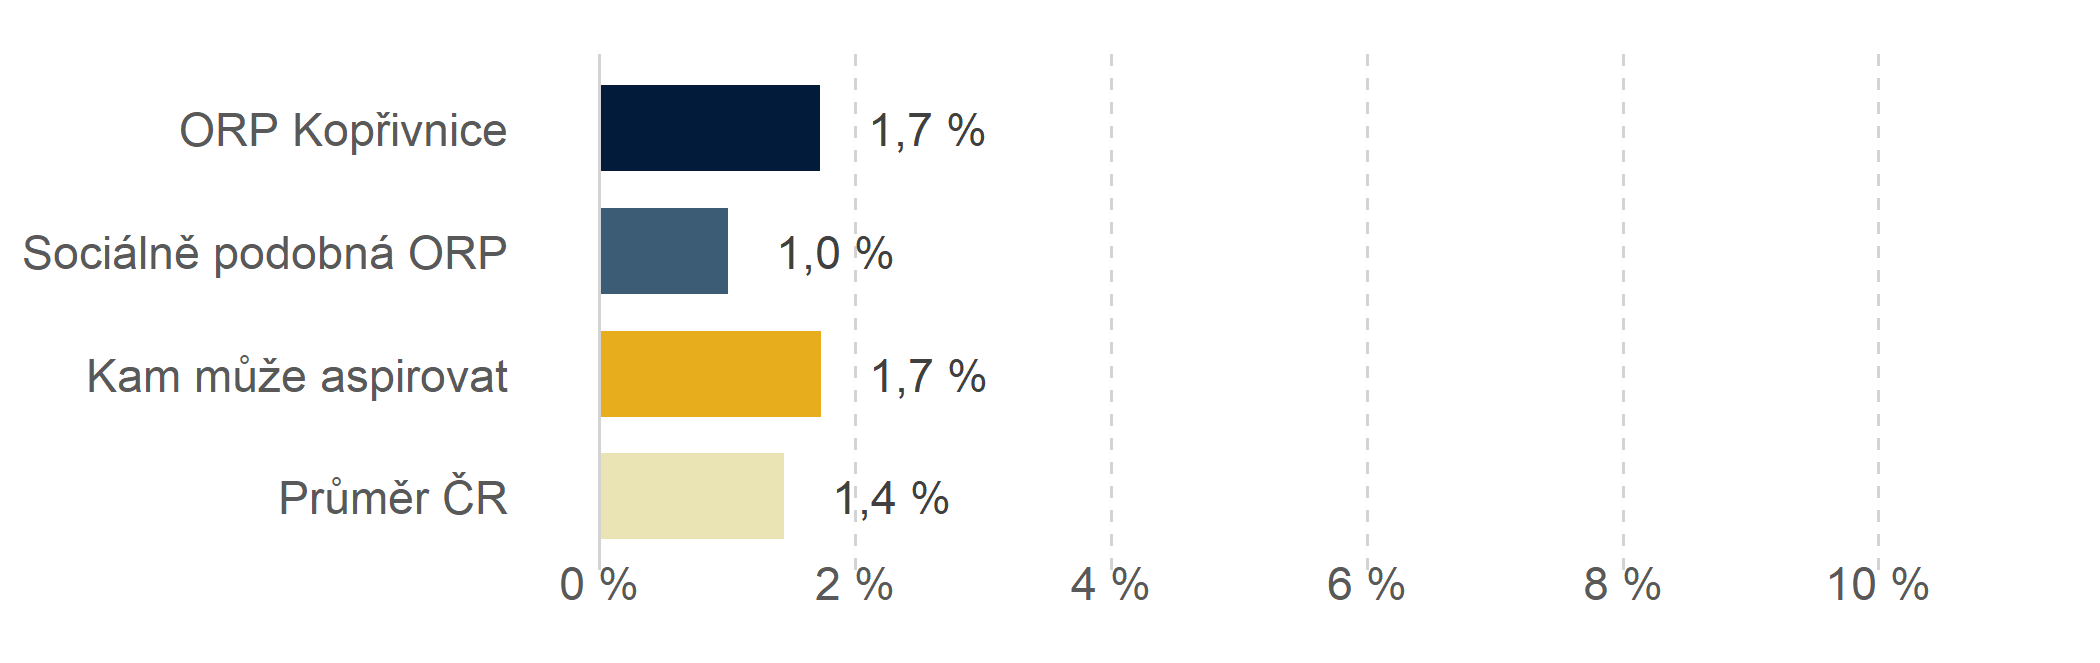 ORP Kopřivnice 1,7 %
Sociálně podobná ORP 1,0 %
Kam může aspirovat 1,7 %
Průměr ČR 1,4 %
0 % 2 % 4 % 6 % 8 % 10 %